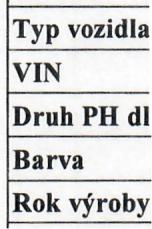 Typ vozidla
VIN
Druh PH dl
Barva
Rok výroby